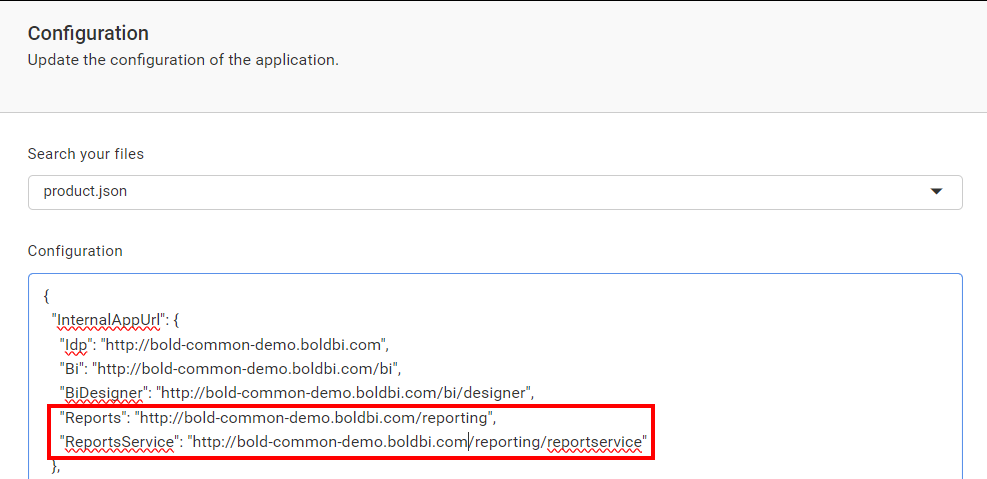 Configuration
Update the configuration of the application.
Search your files
product.json
Configuration
{
"InternalAppUrl": {
"Idp": "http://bold-common-demo.boldbi.com",
"Bi": "http://bold-common-demo.boldbi.com/bi",
"BiDesigner": "http://bold-common-demo.boldbi.com/bi/designer",
"Reports": "http://bold-common-demo.boldbi.com/reporting",
"ReportsService": "http://bold-common-demo.boldbi.com/reporting/reportservice"
},